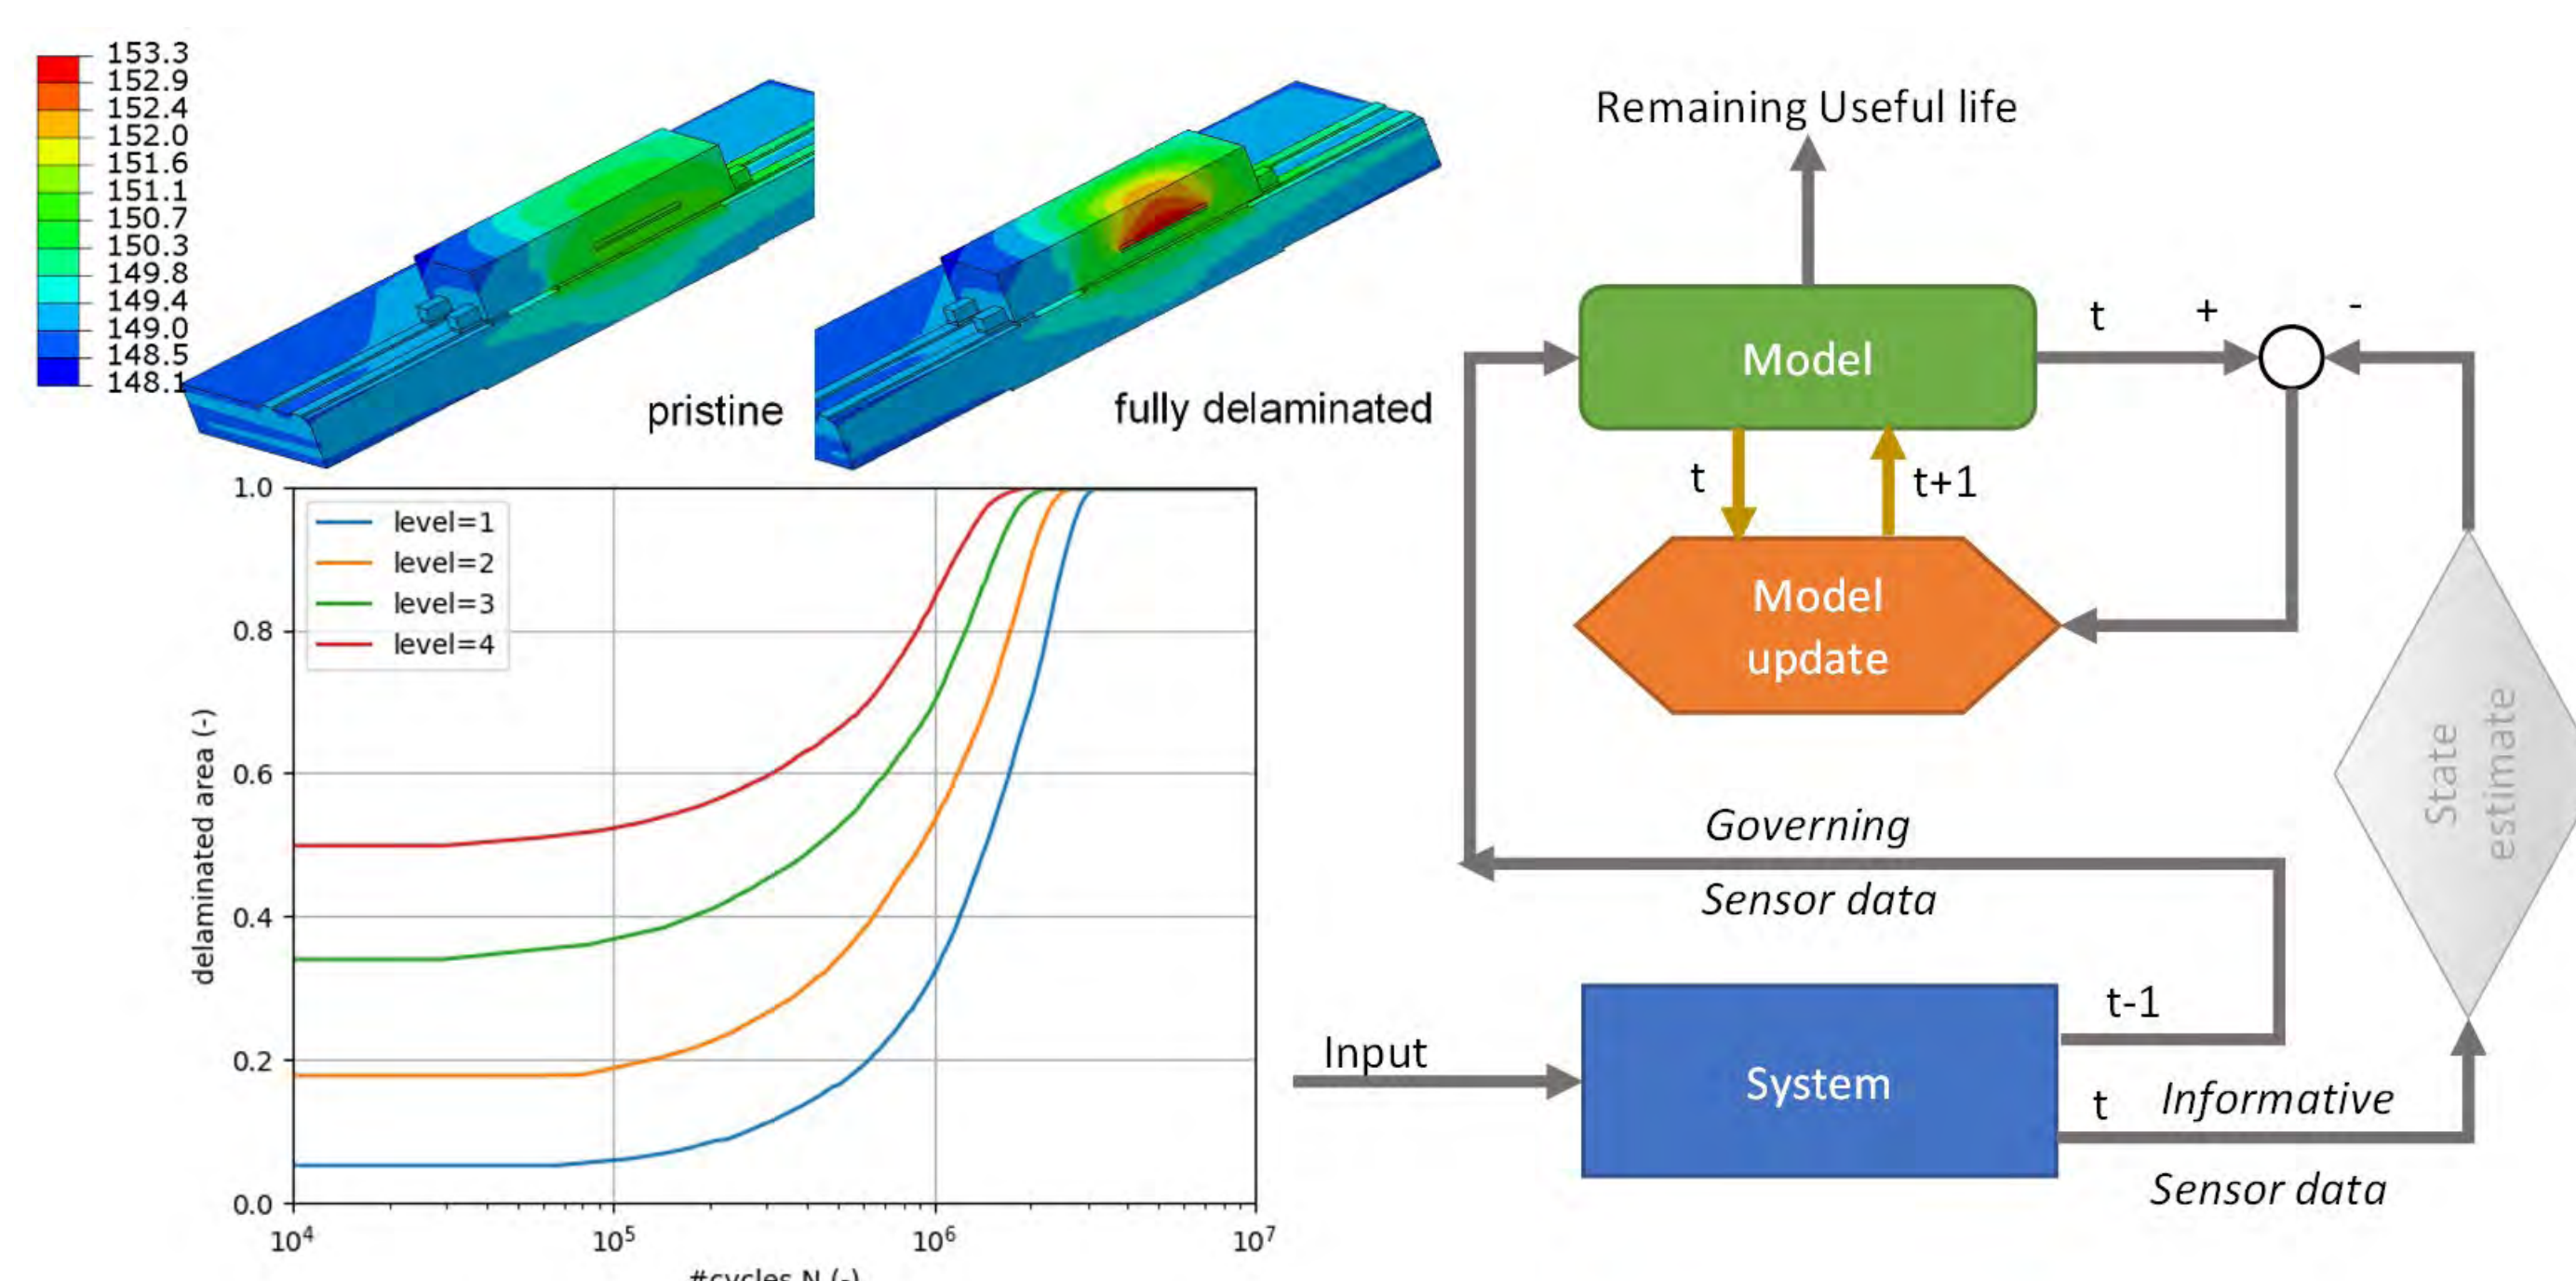 153.3
152.9
152.4
152.0
151.6
151.1
150.7
150.3
149.8
149.4
149.0
148.5
148.1
pristine
fully delaminated
1.0
0.8
0.6
0.4
0.2
0.0
delaminated area (-)
level=1
level=2
level=3
level=4
10⁴
10⁵
10⁶
10⁷
#cycles N (-)
Remaining Useful life
Model
t
+
-
t
t+1
Model
update
State
estimate
Governing
Sensor data
Input
System
t-1
t
Informative
Sensor data